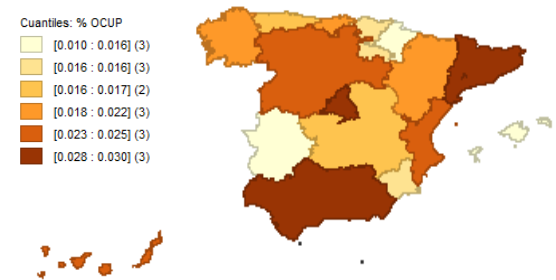 Cuantiles: % OCUP
[0.010 : 0.016] (3)
[0.016 : 0.016] (3)
[0.016 : 0.017] (2)
[0.018 : 0.022] (3)
[0.023 : 0.025] (3)
[0.028 : 0.030] (3)